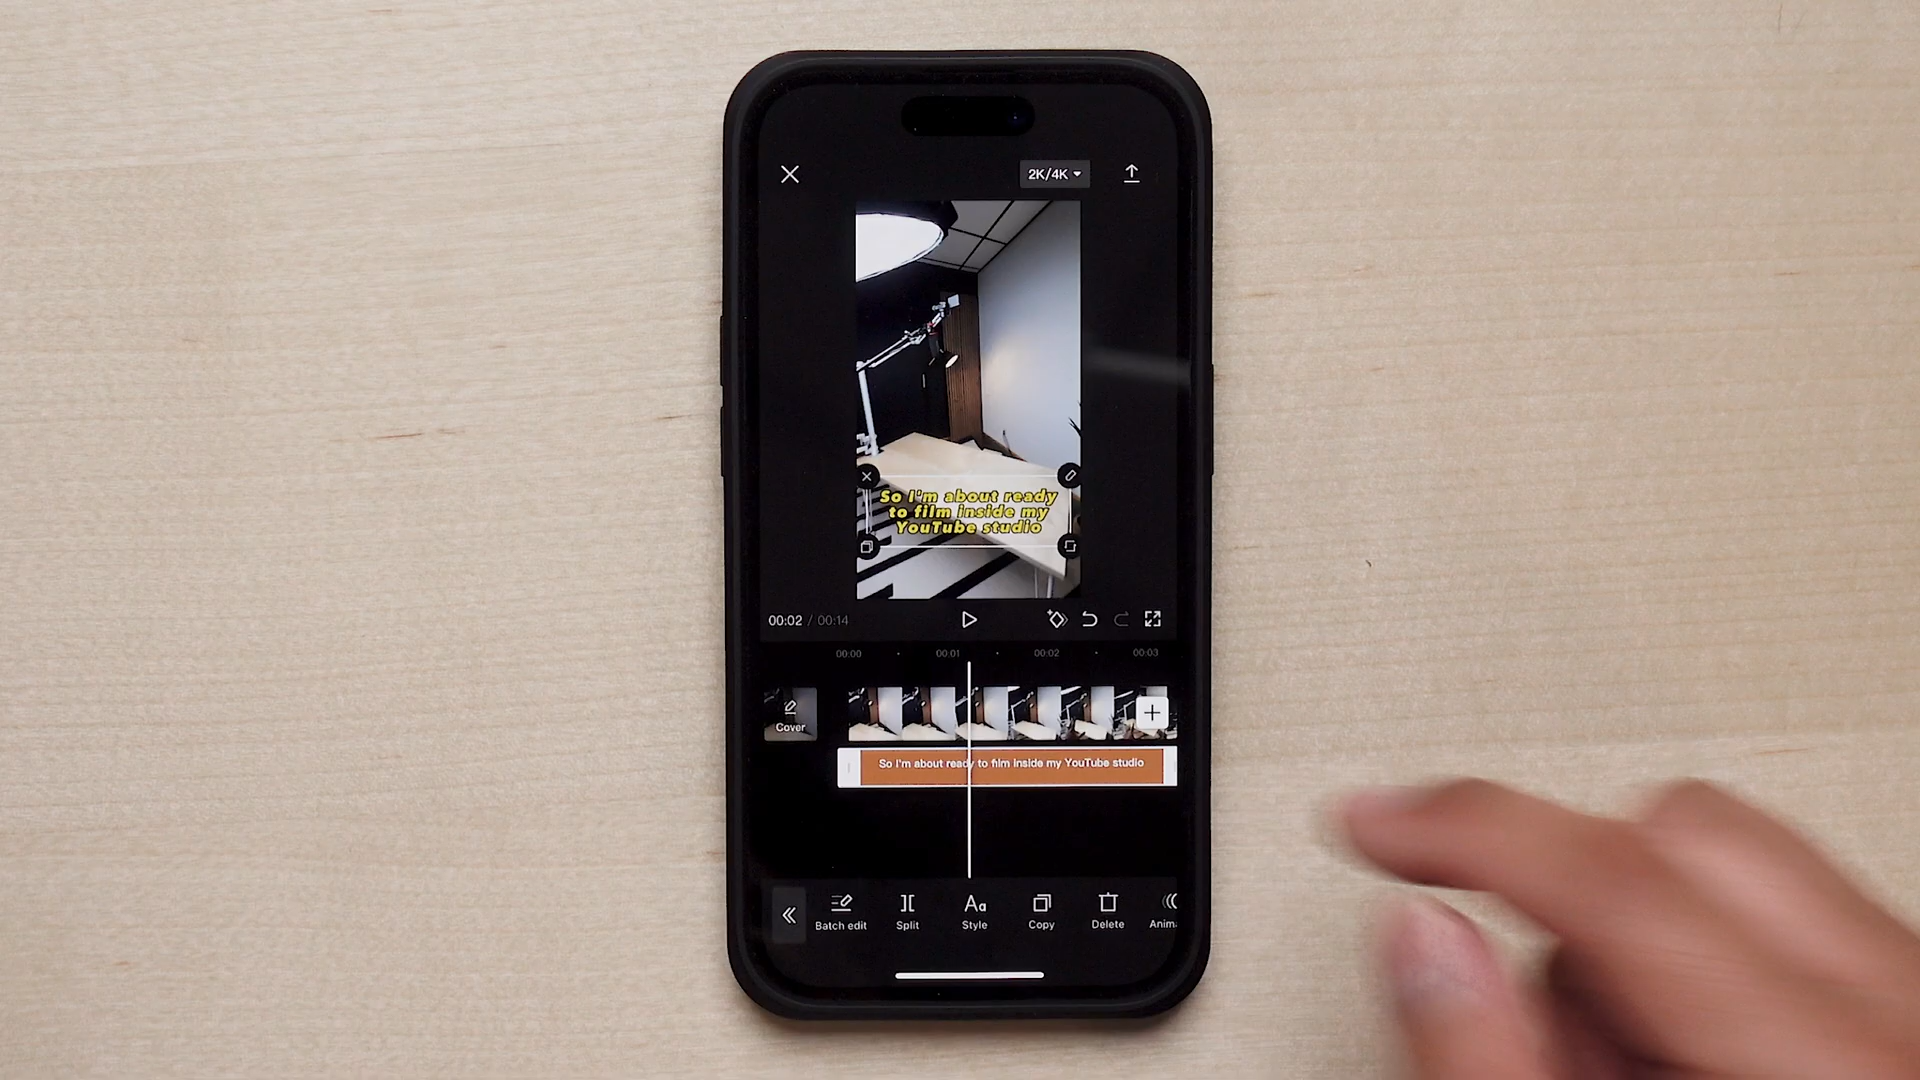 2K/4K
So I'm about ready
to film inside my
YouTube studio
00:02 / 00:14
00:00 00:01 00:02 00:03
Cover
So I'm about ready to film inside my YouTube studio
Batch edit Split Style Copy Delete Anim